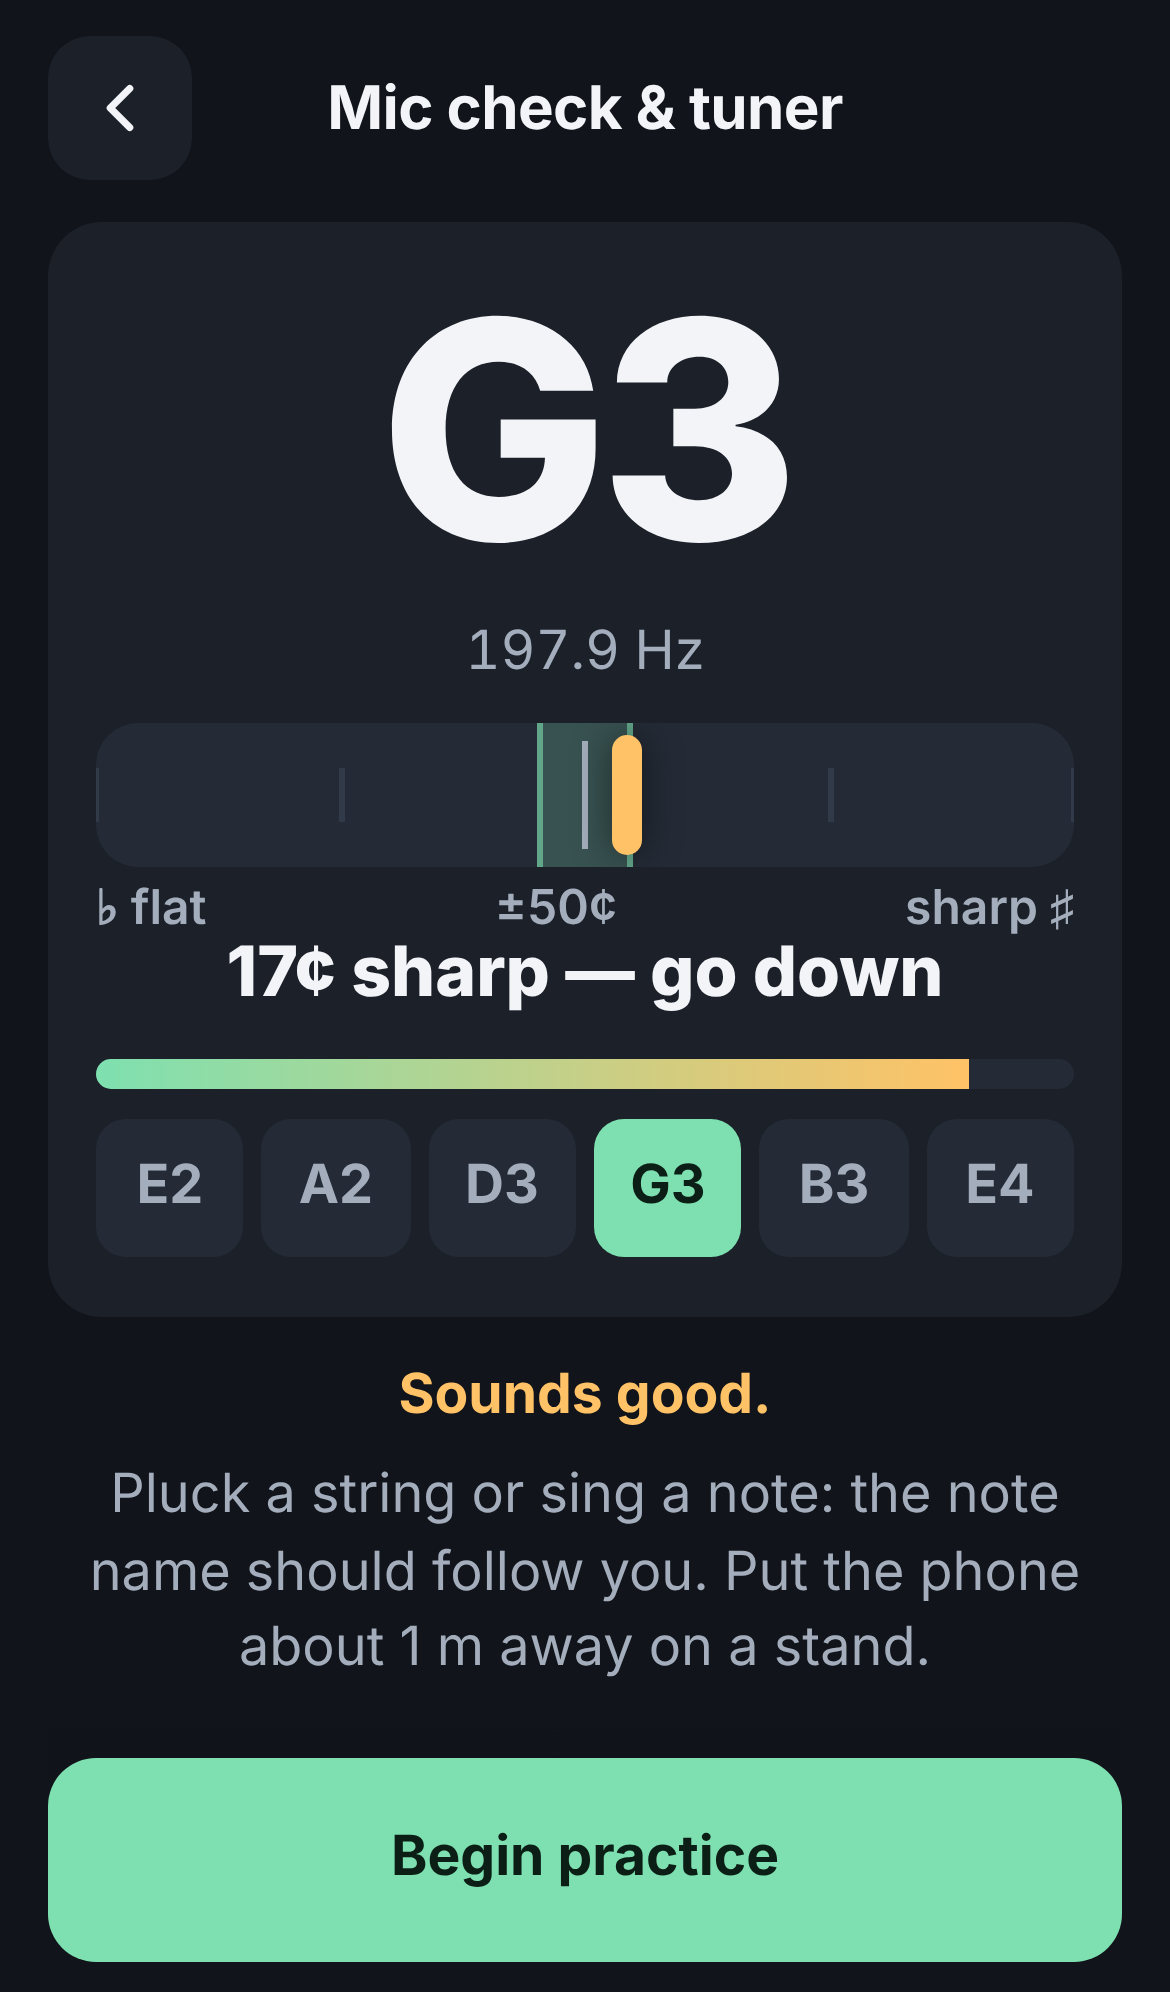 Mic check & tuner
G3
197.9 Hz
♭ flat ±50¢ sharp ♯
17¢ sharp — go down
E2 A2 D3 G3 B3 E4
Sounds good.
Pluck a string or sing a note: the note
name should follow you. Put the phone
about 1 m away on a stand.
Begin practice